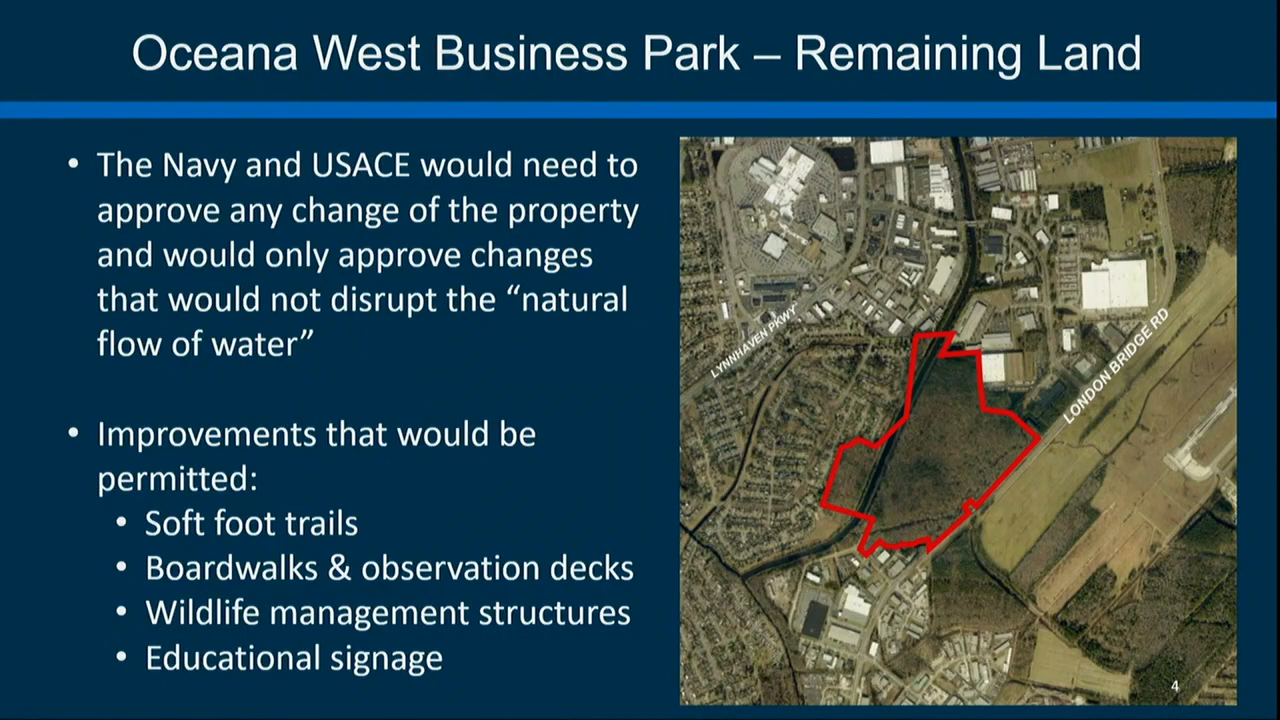 Oceana West Business Park – Remaining Land
• The Navy and USACE would need to
approve any change of the property
and would only approve changes
that would not disrupt the “natural
flow of water”
• Improvements that would be
permitted:
• Soft foot trails
• Boardwalks & observation decks
• Wildlife management structures
• Educational signage
LYNNHAVEN PKWY
LONDON BRIDGE RD
4